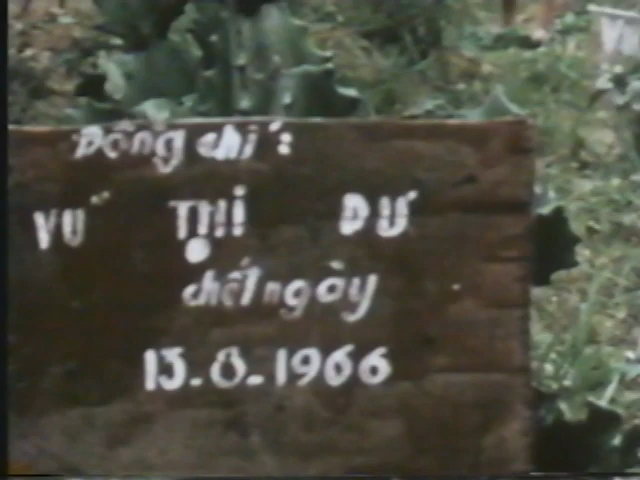 Đồng chí:
VŨ THỊ DƯ
chết ngày
13-8-1966